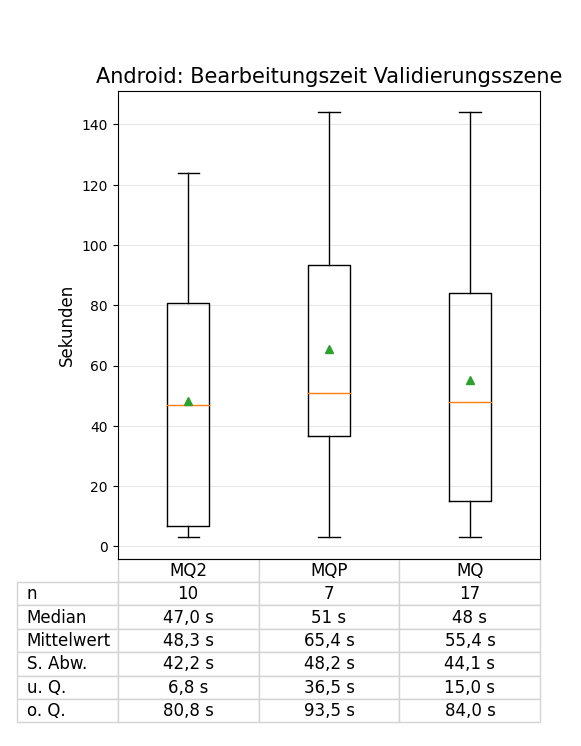 Android: Bearbeitungszeit Validierungsszene
140
120
100
80
60
40
20
0
Sekunden
MQ2 MQP MQ
n 10 7 17
Median 47,0 s 51 s 48 s
Mittelwert 48,3 s 65,4 s 55,4 s
S. Abw. 42,2 s 48,2 s 44,1 s
u. Q. 6,8 s 36,5 s 15,0 s
o. Q. 80,8 s 93,5 s 84,0 s